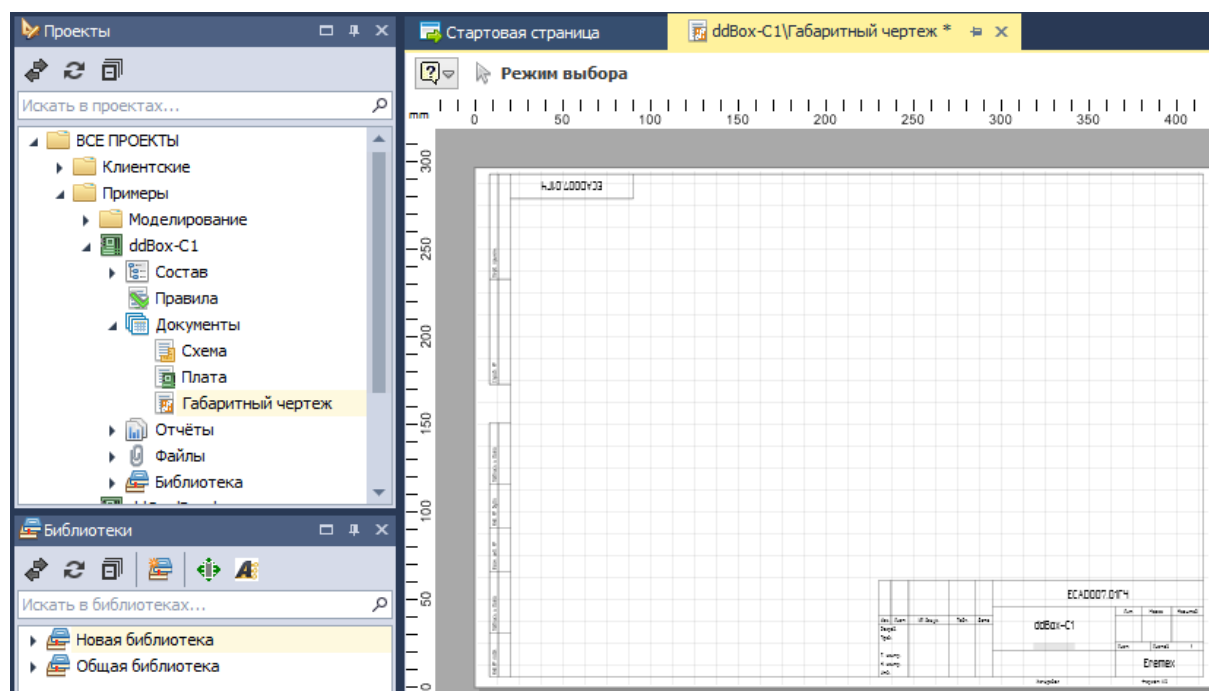 Проекты
Стартовая страница
ddBox-C1\Габаритный чертеж *
Режим выбора
Искать в проектах...
mm
0 50 100 150 200 250 300 350 400
ВСЕ ПРОЕКТЫ
Клиентские
Примеры
Моделирование
ddBox-C1
Состав
Правила
Документы
Схема
Плата
Габаритный чертеж
Отчёты
Файлы
Библиотека
Библиотеки
Искать в библиотеках...
Новая библиотека
Общая библиотека
300
250
200
150
100
50
0
ECAD007.01ГЧ
ECAD007.01ГЧ
ddBox-C1
Eremex